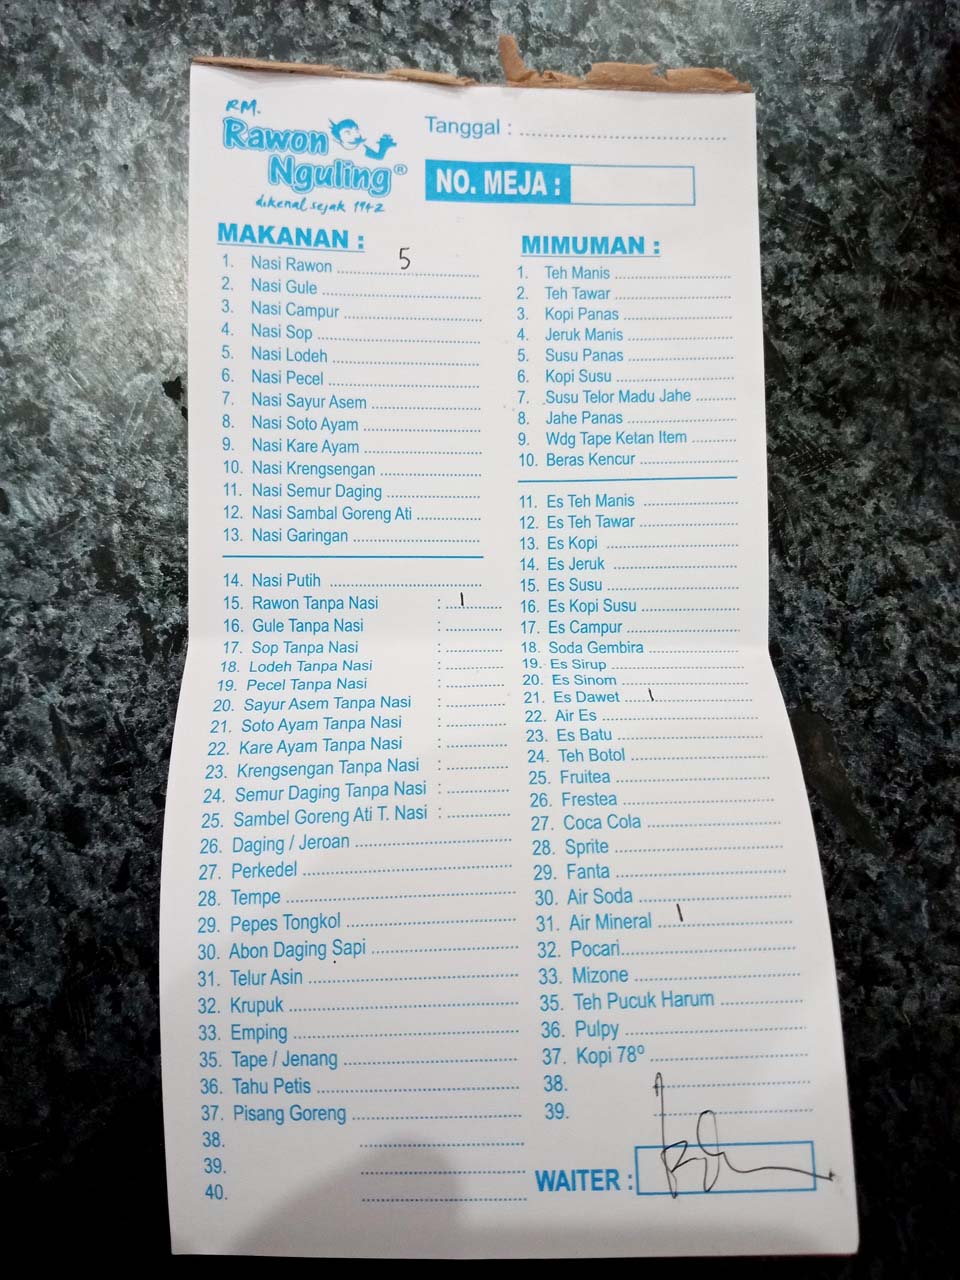 RM.
Rawon
Nguling®
dikenal sejak 1942
Tanggal :
NO. MEJA :
MAKANAN :
1. Nasi Rawon 5
2. Nasi Gule
3. Nasi Campur
4. Nasi Sop
5. Nasi Lodeh
6. Nasi Pecel
7. Nasi Sayur Asem
8. Nasi Soto Ayam
9. Nasi Kare Ayam
10. Nasi Krengsengan
11. Nasi Semur Daging
12. Nasi Sambal Goreng Ati
13. Nasi Garingan
14. Nasi Putih
15. Rawon Tanpa Nasi : 1
16. Gule Tanpa Nasi :
17. Sop Tanpa Nasi :
18. Lodeh Tanpa Nasi :
19. Pecel Tanpa Nasi :
20. Sayur Asem Tanpa Nasi :
21. Soto Ayam Tanpa Nasi :
22. Kare Ayam Tanpa Nasi :
23. Krengsengan Tanpa Nasi :
24. Semur Daging Tanpa Nasi :
25. Sambel Goreng Ati T. Nasi :
26. Daging / Jeroan
27. Perkedel
28. Tempe
29. Pepes Tongkol
30. Abon Daging Sapi
31. Telur Asin
32. Krupuk
33. Emping
35. Tape / Jenang
36. Tahu Petis
37. Pisang Goreng
38.
39.
40.
MIMUMAN :
1. Teh Manis
2. Teh Tawar
3. Kopi Panas
4. Jeruk Manis
5. Susu Panas
6. Kopi Susu
7. Susu Telor Madu Jahe
8. Jahe Panas
9. Wdg Tape Ketan Item
10. Beras Kencur
11. Es Teh Manis
12. Es Teh Tawar
13. Es Kopi
14. Es Jeruk
15. Es Susu
16. Es Kopi Susu
17. Es Campur
18. Soda Gembira
19. Es Sirup
20. Es Sinom
21. Es Dawet 1
22. Air Es
23. Es Batu
24. Teh Botol
25. Fruitea
26. Frestea
27. Coca Cola
28. Sprite
29. Fanta
30. Air Soda
31. Air Mineral 1
32. Pocari
33. Mizone
35. Teh Pucuk Harum
36. Pulpy
37. Kopi 78º
38.
39.
WAITER :